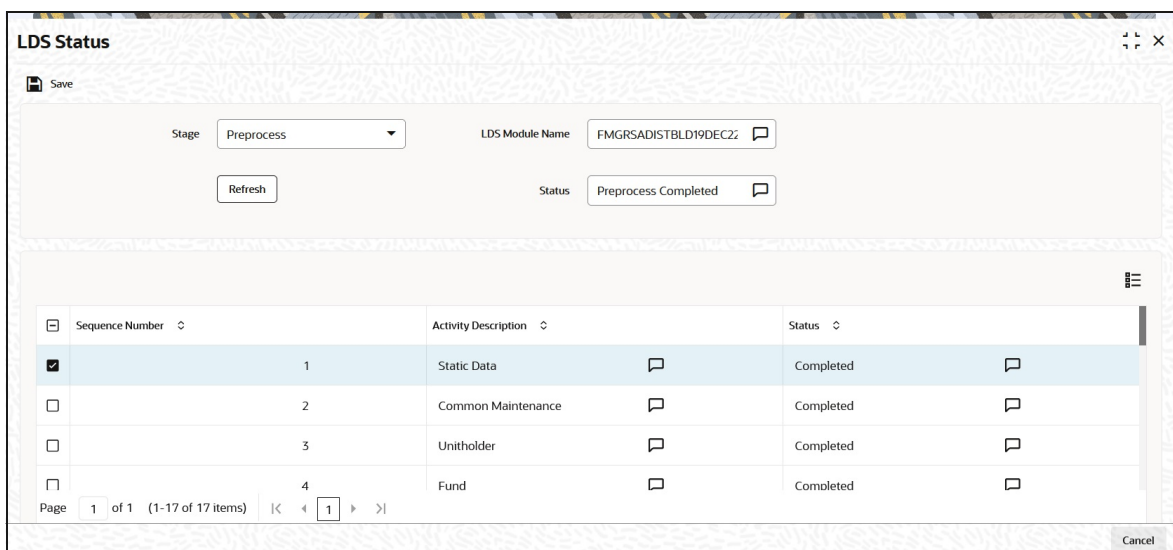 LDS Status
Save
Stage Preprocess LDS Module Name FMGRSADISTBLD19DEC22
Refresh Status Preprocess Completed
Sequence Number Activity Description Status
1 Static Data Completed
2 Common Maintenance Completed
3 Unitholder Completed
4 Fund Completed
Page 1 of 1 (1-17 of 17 items) 1
Cancel